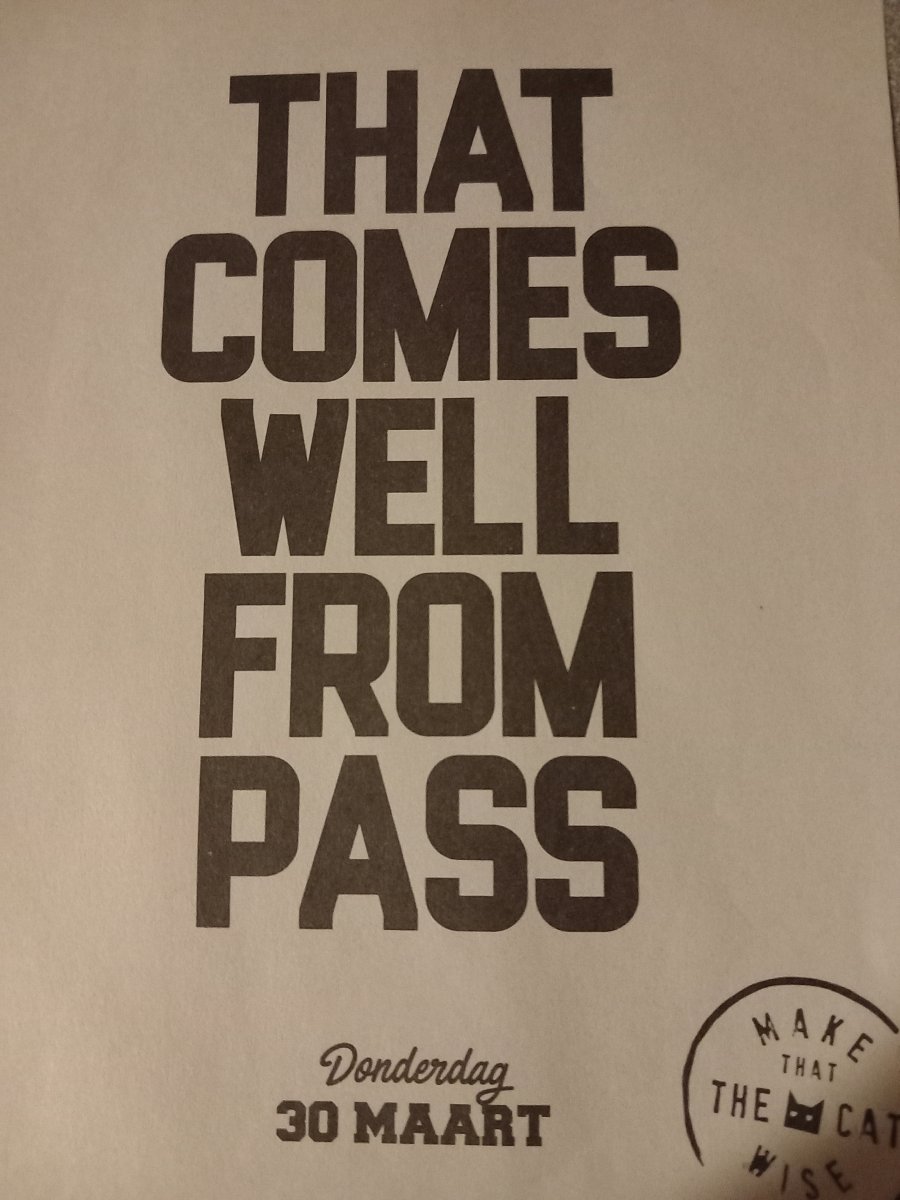 THAT
COMES
WELL
FROM
PASS
Donderdag
30 MAART
MAKE
THAT
THE CAT
WISE